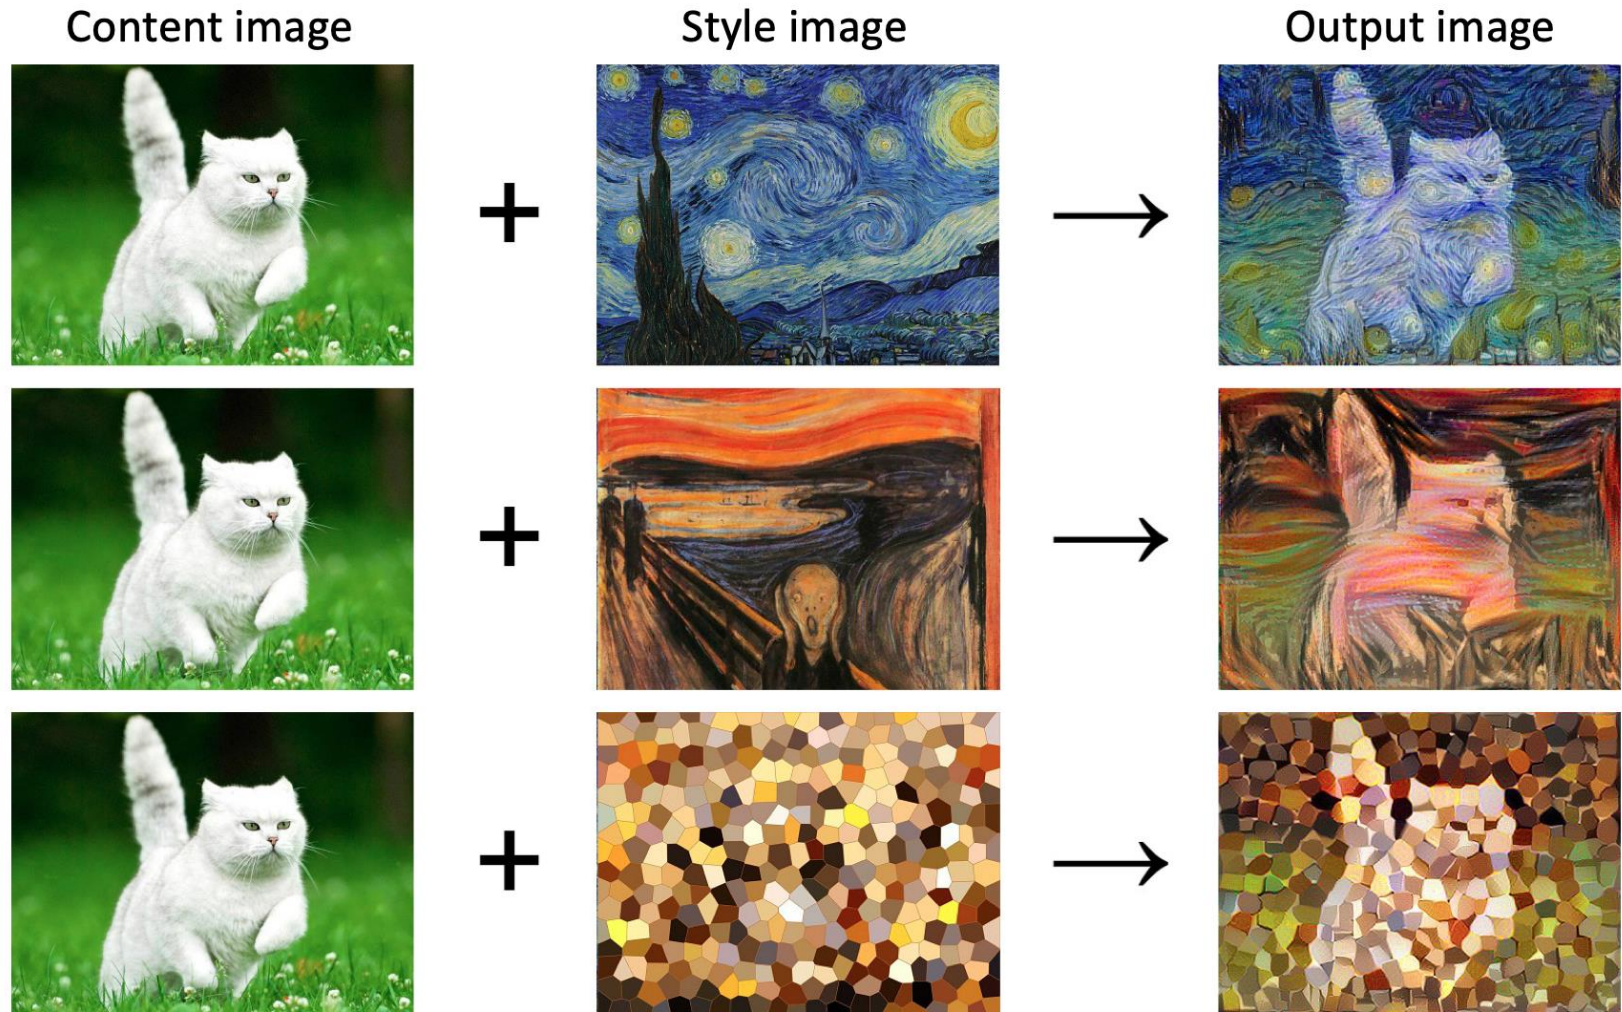 Content image
Style image
Output image
+
→
+
→
+
→